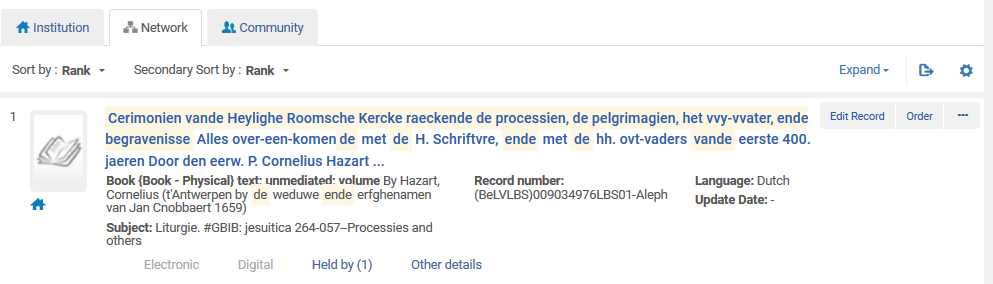 Institution Network Community
Sort by : Rank Secondary Sort by : Rank Expand
1 Cerimonien vande Heylighe Roomsche Kercke raeckende de processien, de pelgrimagien, het vvy-vvater, ende Edit Record Order ...
begravenisse Alles over-een-komen de met de H. Schriftvre, ende met de hh. ovt-vaders vande eerste 400.
jaeren Door den eerw. P. Cornelius Hazart ...
Book {Book - Physical} text; unmediated; volume By Hazart, Record number: Language: Dutch
Cornelius (t'Antwerpen by de weduwe ende erfghenamen (BeLVLBS)009034976LBS01-Aleph Update Date: -
van Jan Cnobbaert 1659)
Subject: Liturgie. #GBIB: jesuitica 264-057--Processies and
others
Electronic Digital Held by (1) Other details